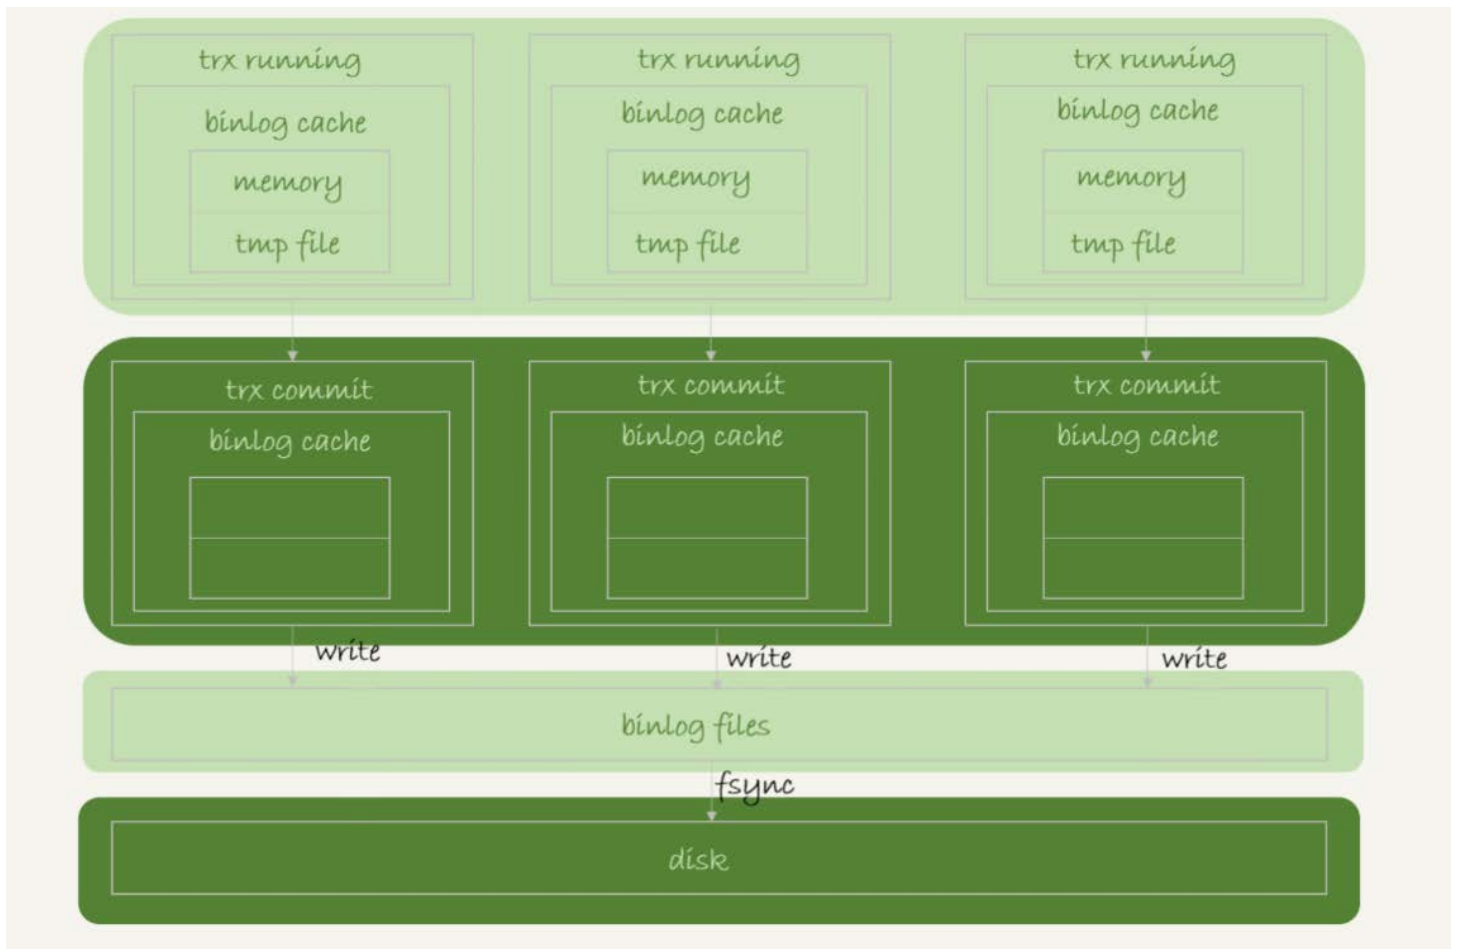 trx running
trx running
trx running
binlog cache
binlog cache
binlog cache
memory
memory
memory
tmp file
tmp file
tmp file
trx commit
trx commit
trx commit
binlog cache
binlog cache
binlog cache
write
write
write
binlog files
fsync
disk